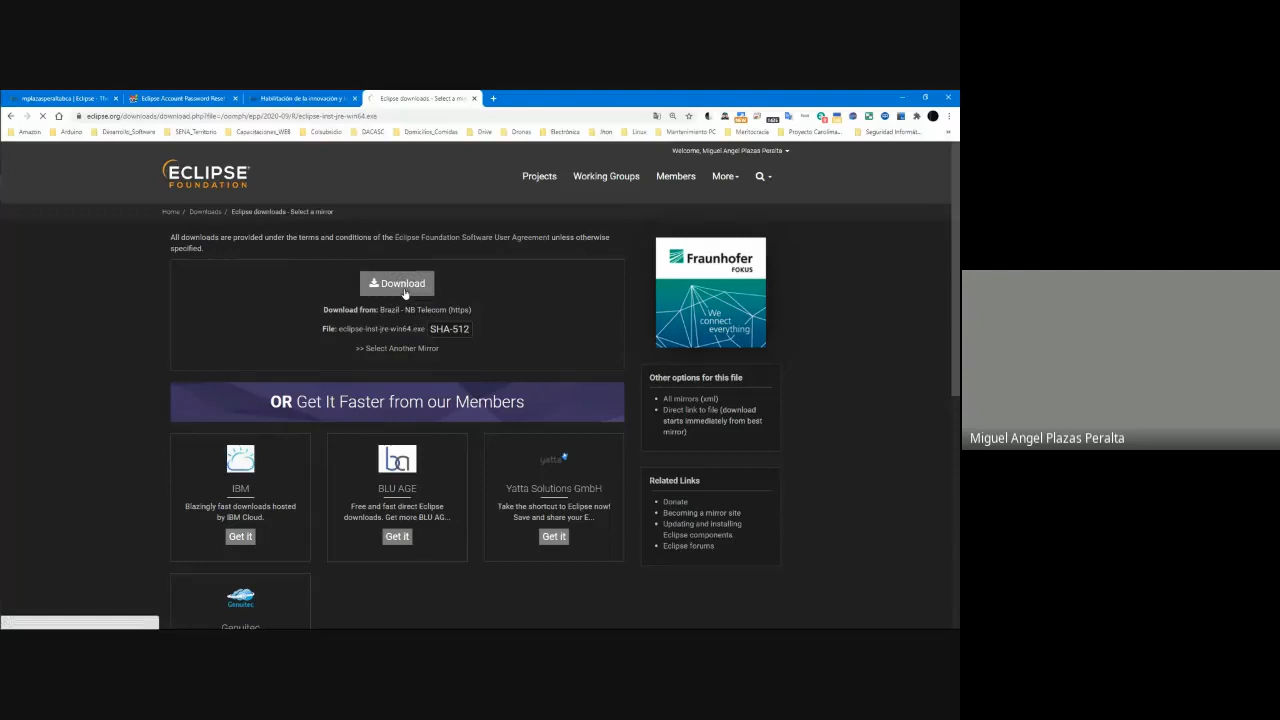 mplazasperaltabca | Eclipse - Th
Eclipse Account Password Rese
Habilitación de la innovación y
Eclipse downloads - Select a mi
eclipse.org/downloads/download.php?file=/oomph/epp/2020-09/R/eclipse-inst-jre-win64.exe
Amazon
Arduino
Desarrollo_Software
SENA_Territorio
Capacitaciones_WEB
Colsubsidio
DACASC
Domicilios_Comidas
Drive
Drones
Electrónica
Jhon
Linux
Mantenimiento PC
Meritocracia
Proyecto Carolina...
Seguridad Informát...
Welcome, Miguel Angel Plazas Peralta
ECLIPSE
FOUNDATION
Projects
Working Groups
Members
More
Home / Downloads / Eclipse downloads - Select a mirror
All downloads are provided under the terms and conditions of the Eclipse Foundation Software User Agreement unless otherwise
specified.
Download
Download from: Brazil - NB Telecom (https)
File: eclipse-inst-jre-win64.exe SHA-512
>> Select Another Mirror
Fraunhofer
FOKUS
We
connect
everything
OR Get It Faster from our Members
IBM
Blazingly fast downloads hosted
by IBM Cloud.
Get it
ba
BLU AGE
Free and fast direct Eclipse
downloads. Get more BLU AG...
Get it
yatta
Yatta Solutions GmbH
Take the shortcut to Eclipse now!
Save and share your E...
Get it
Genuitec
Genuitec
Other options for this file
All mirrors (xml)
Direct link to file (download
starts immediately from best
mirror)
Related Links
Donate
Becoming a mirror site
Updating and installing
Eclipse components.
Eclipse forums
Miguel Angel Plazas Peralta